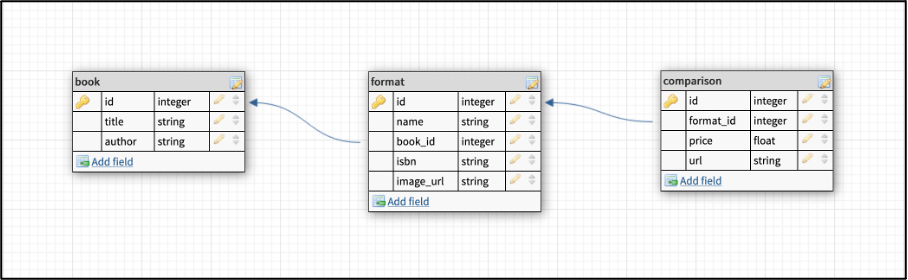 book
id integer
title string
author string
Add field
format
id integer
name string
book_id integer
isbn string
image_url string
Add field
comparison
id integer
format_id integer
price float
url string
Add field